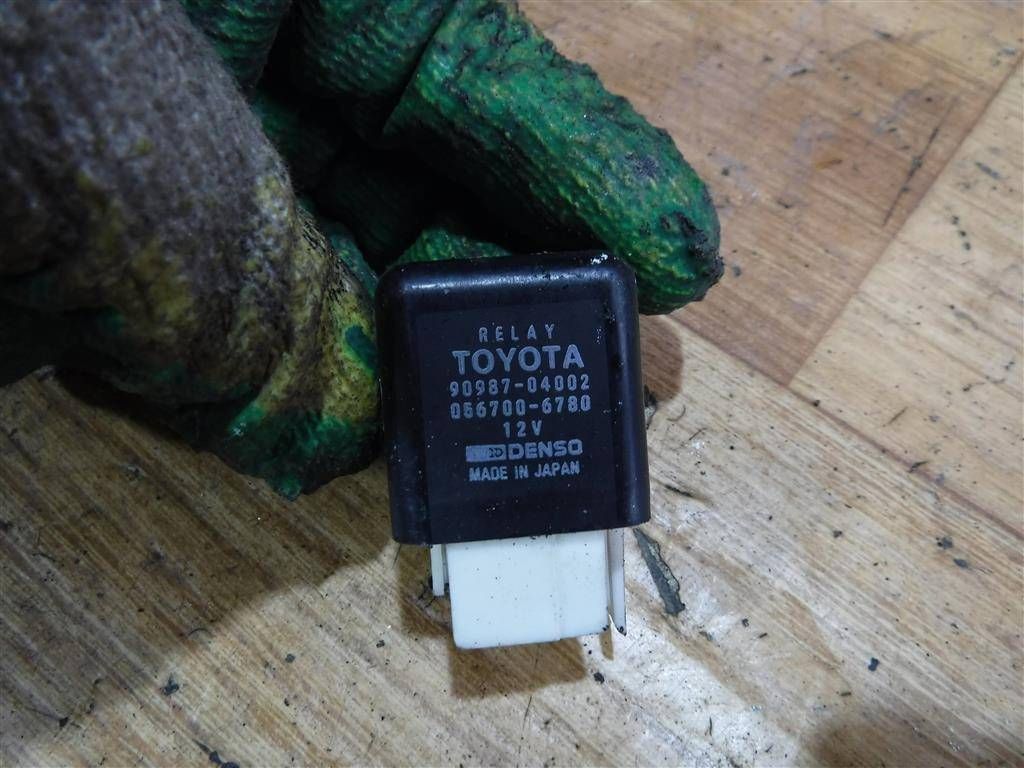 RELAY
TOYOTA
90987-04002
056700-6780
12V
DENSO
MADE IN JAPAN